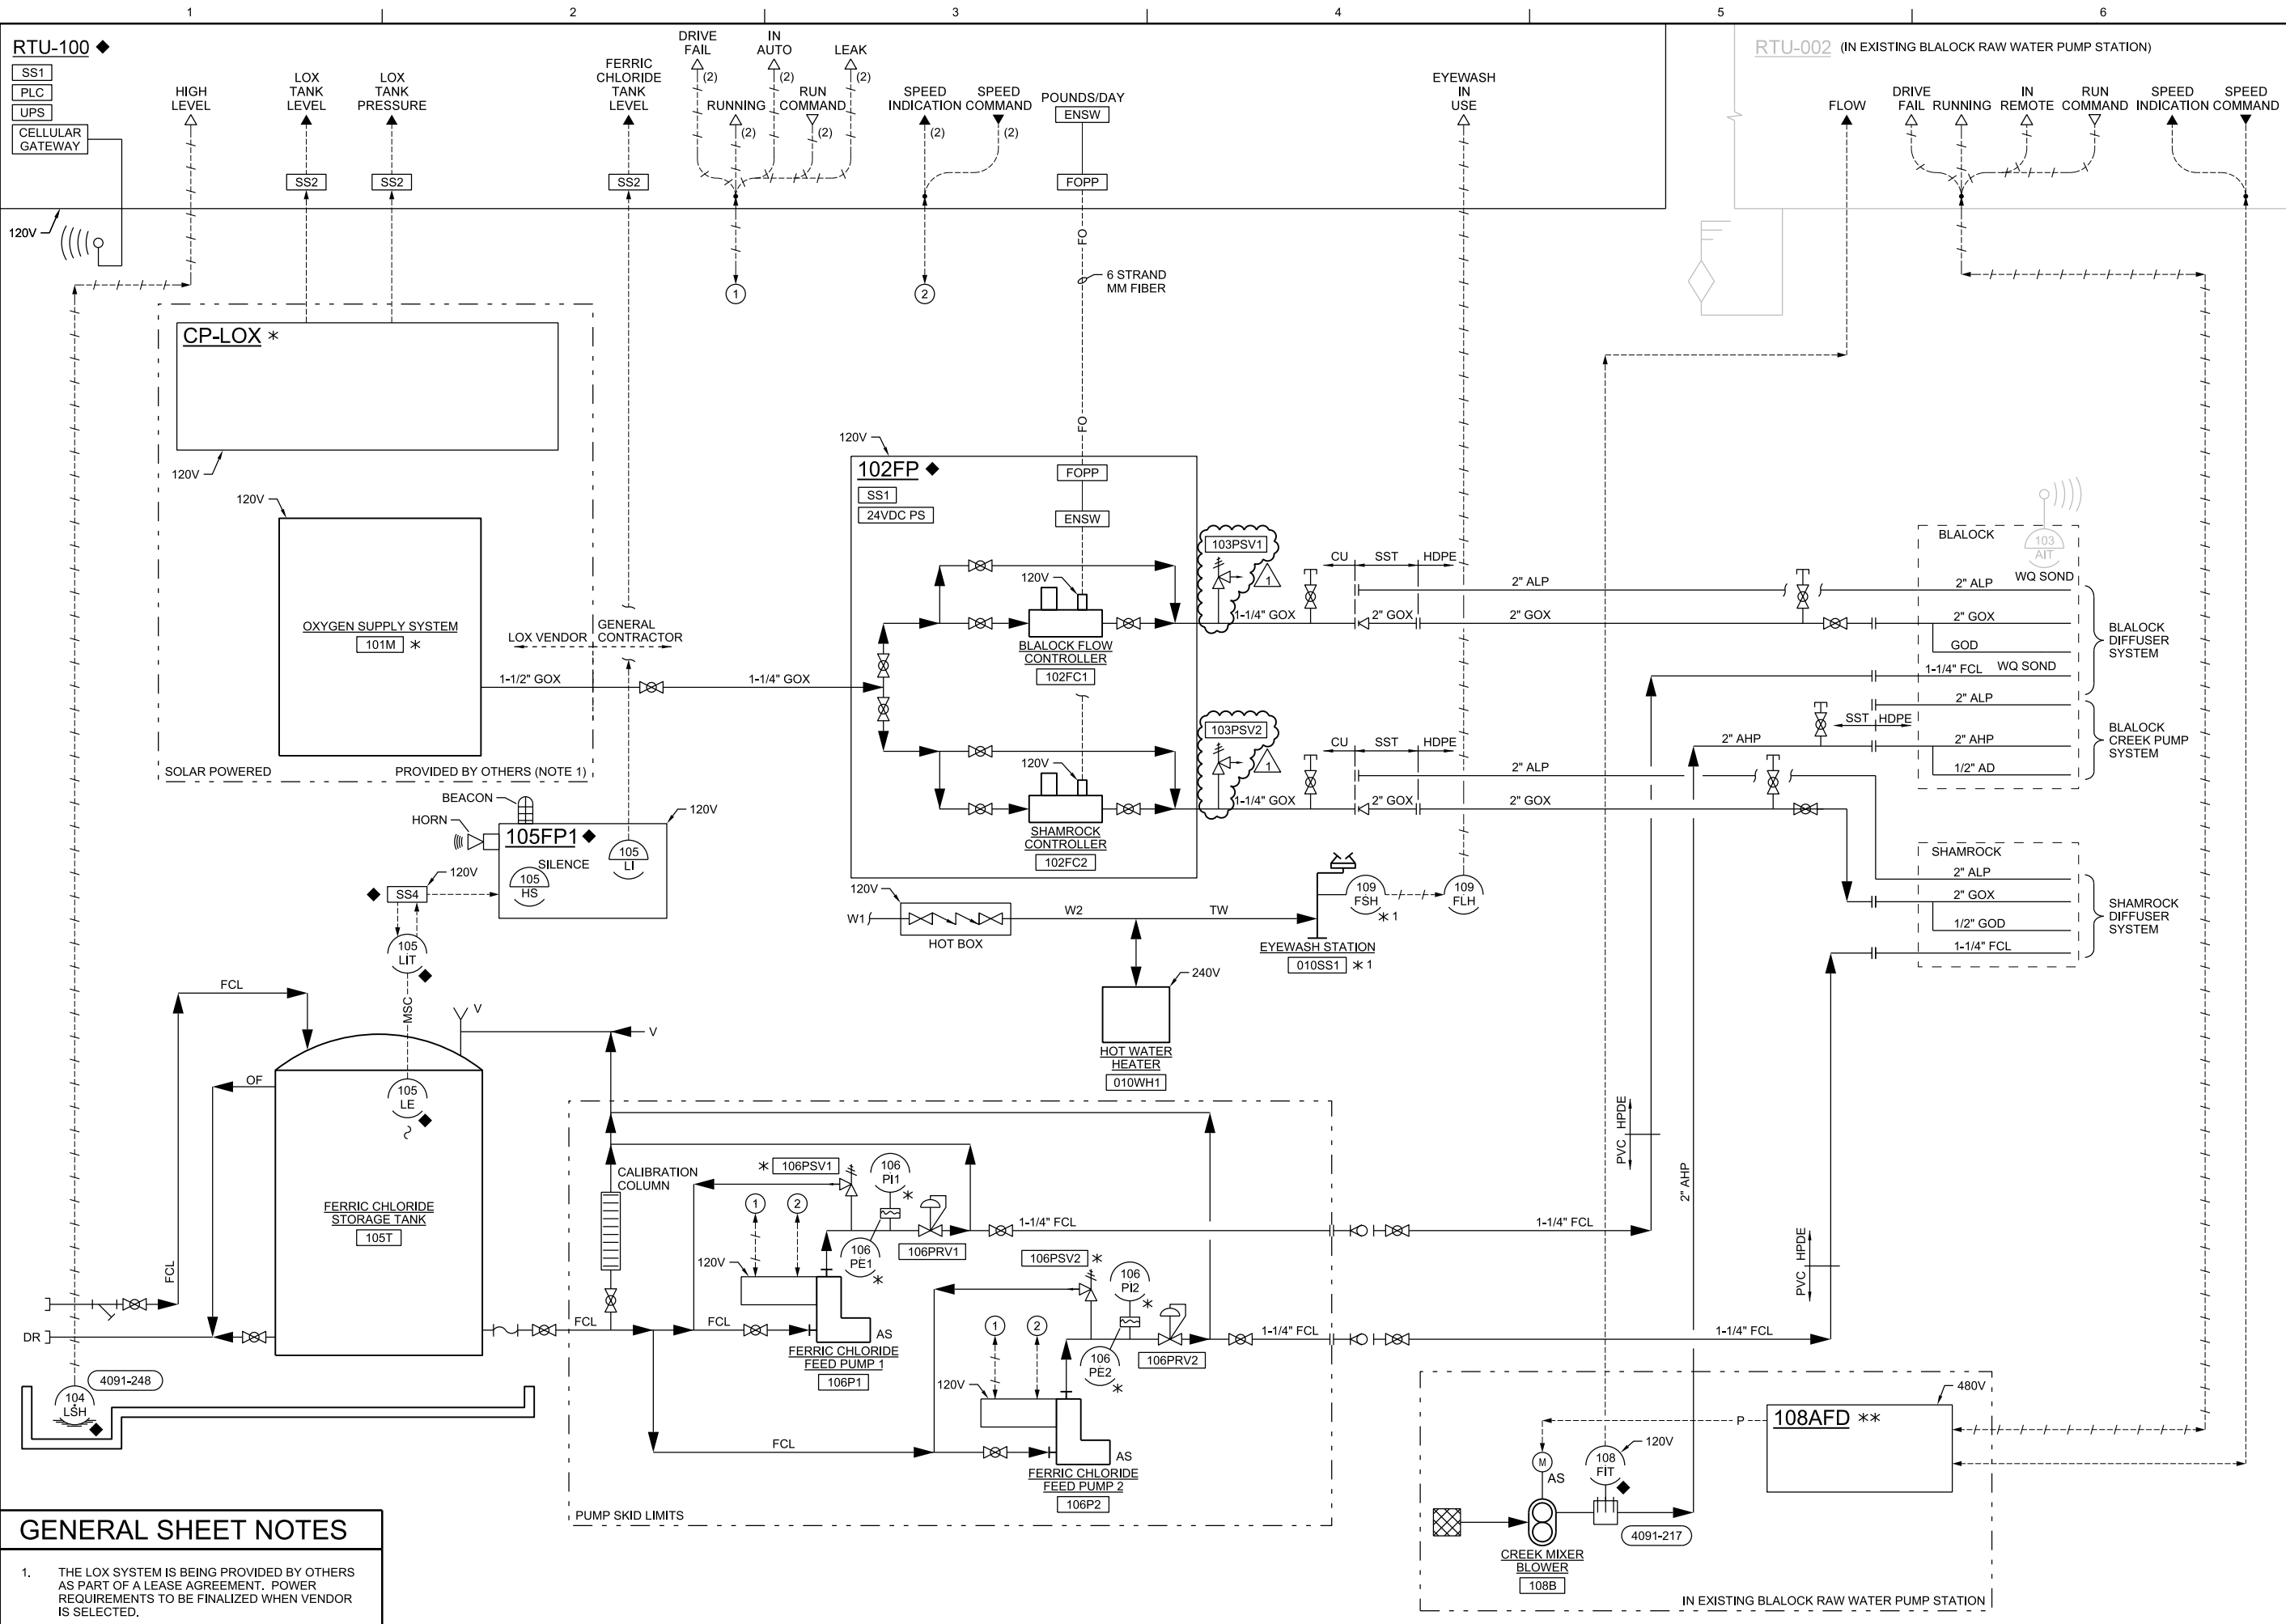 1 2 3 4 5 6
RTU-100
SS1
PLC
UPS
CELLULAR
GATEWAY
120V
HIGH
LEVEL
LOX
TANK
LEVEL
LOX
TANK
PRESSURE
SS2
SS2
FERRIC
CHLORIDE
TANK
LEVEL
SS2
DRIVE
FAIL
(2)
RUNNING
(2)
IN
AUTO
(2)
RUN
COMMAND
(2)
LEAK
(2)
SPEED
INDICATION
(2)
SPEED
COMMAND
(2)
POUNDS/DAY
ENSW
FOPP
EYEWASH
IN
USE
RTU-002 (IN EXISTING BLALOCK RAW WATER PUMP STATION)
FLOW
DRIVE
FAIL
RUNNING
IN
REMOTE
RUN
COMMAND
SPEED
INDICATION
SPEED
COMMAND
1
2
FO
6 STRAND
MM FIBER
FO
CP-LOX *
120V
120V
OXYGEN SUPPLY SYSTEM
101M *
SOLAR POWERED
PROVIDED BY OTHERS (NOTE 1)
LOX VENDOR
GENERAL
CONTRACTOR
1-1/2" GOX
1-1/4" GOX
120V
102FP
SS1
24VDC PS
FOPP
ENSW
120V
BLALOCK FLOW
CONTROLLER
102FC1
120V
SHAMROCK
CONTROLLER
102FC2
103PSV1
1
1-1/4" GOX
CU SST HDPE
2" GOX
2" ALP
2" GOX
103PSV2
1
1-1/4" GOX
CU SST HDPE
2" GOX
2" ALP
2" GOX
BLALOCK
103
AIT
WQ SOND
2" ALP
2" GOX
GOD
1-1/4" FCL WQ SOND
BLALOCK
DIFFUSER
SYSTEM
2" ALP
SST HDPE
2" AHP
2" AHP
1/2" AD
BLALOCK
CREEK PUMP
SYSTEM
SHAMROCK
2" ALP
2" GOX
1/2" GOD
1-1/4" FCL
SHAMROCK
DIFFUSER
SYSTEM
BEACON
HORN
105FP1
120V
SILENCE
105
HS
105
LI
SS4
120V
105
LIT
MSC
105
LE
120V
W1
HOT BOX
W2
TW
EYEWASH STATION
010SS1 * 1
109
FSH
* 1
109
FLH
240V
HOT WATER
HEATER
010WH1
FCL
V
V
OF
FERRIC CHLORIDE
STORAGE TANK
105T
FCL
DR
4091-248
104
LSH
CALIBRATION
COLUMN
* 106PSV1
106
PI1
*
1
2
106
PE1
*
106PRV1
120V
FCL
FCL
AS
FERRIC CHLORIDE
FEED PUMP 1
106P1
1-1/4" FCL
1-1/4" FCL
106PSV2 *
106
PI2
*
1
2
106
PE2
*
106PRV2
120V
FCL
AS
FERRIC CHLORIDE
FEED PUMP 2
106P2
1-1/4" FCL
1-1/4" FCL
PUMP SKID LIMITS
PVC HPDE
2" AHP
PVC HPDE
480V
108AFD **
P
M
AS
108
FIT
120V
4091-217
CREEK MIXER
BLOWER
108B
IN EXISTING BLALOCK RAW WATER PUMP STATION
GENERAL SHEET NOTES
1. THE LOX SYSTEM IS BEING PROVIDED BY OTHERS
AS PART OF A LEASE AGREEMENT. POWER
REQUIREMENTS TO BE FINALIZED WHEN VENDOR
IS SELECTED.